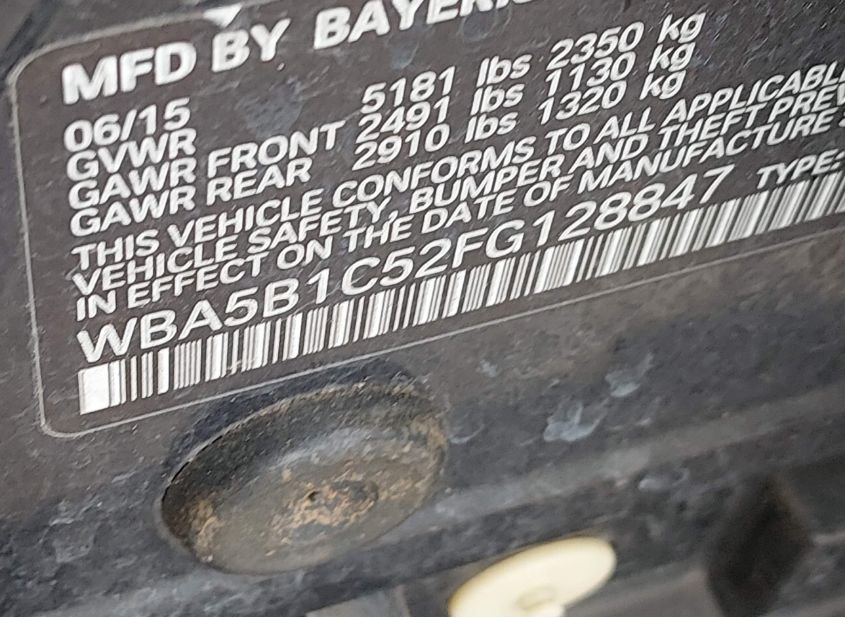 MFD BY BAYERI
06/15
GVWR 5181 lbs 2350 kg
GAWR FRONT 2491 lbs 1130 kg
GAWR REAR 2910 lbs 1320 kg
THIS VEHICLE CONFORMS TO ALL APPLICABL
VEHICLE SAFETY, BUMPER AND THEFT PREV
IN EFFECT ON THE DATE OF MANUFACTURE
WBA5B1C52FG128847 TYPE: